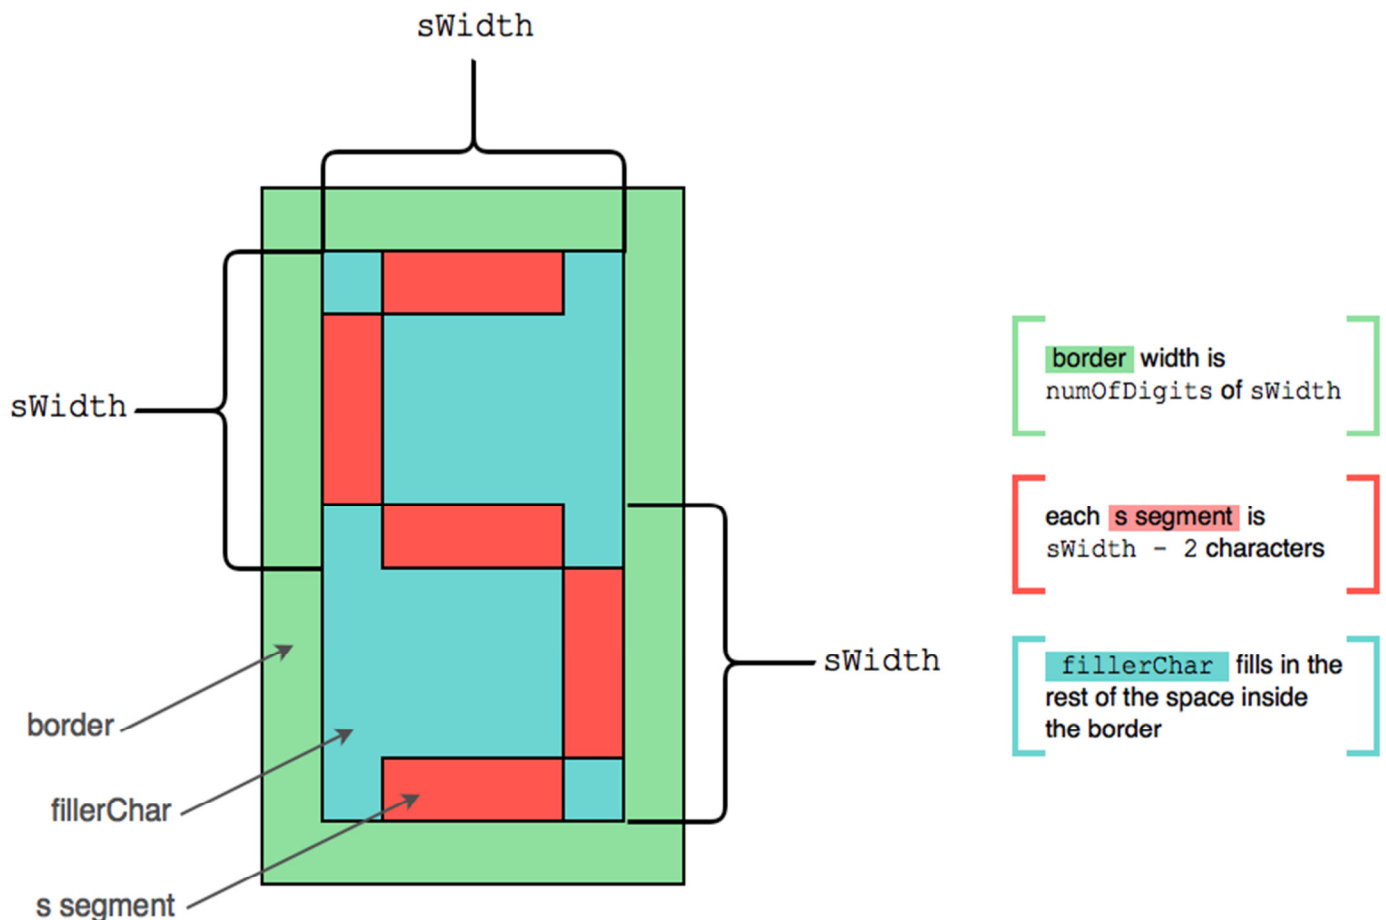 sWidth
border width is
numOfDigits of sWidth
sWidth
each s segment is
sWidth - 2 characters
sWidth
fillerChar fills in the
rest of the space inside
the border
border
fillerChar
s segment